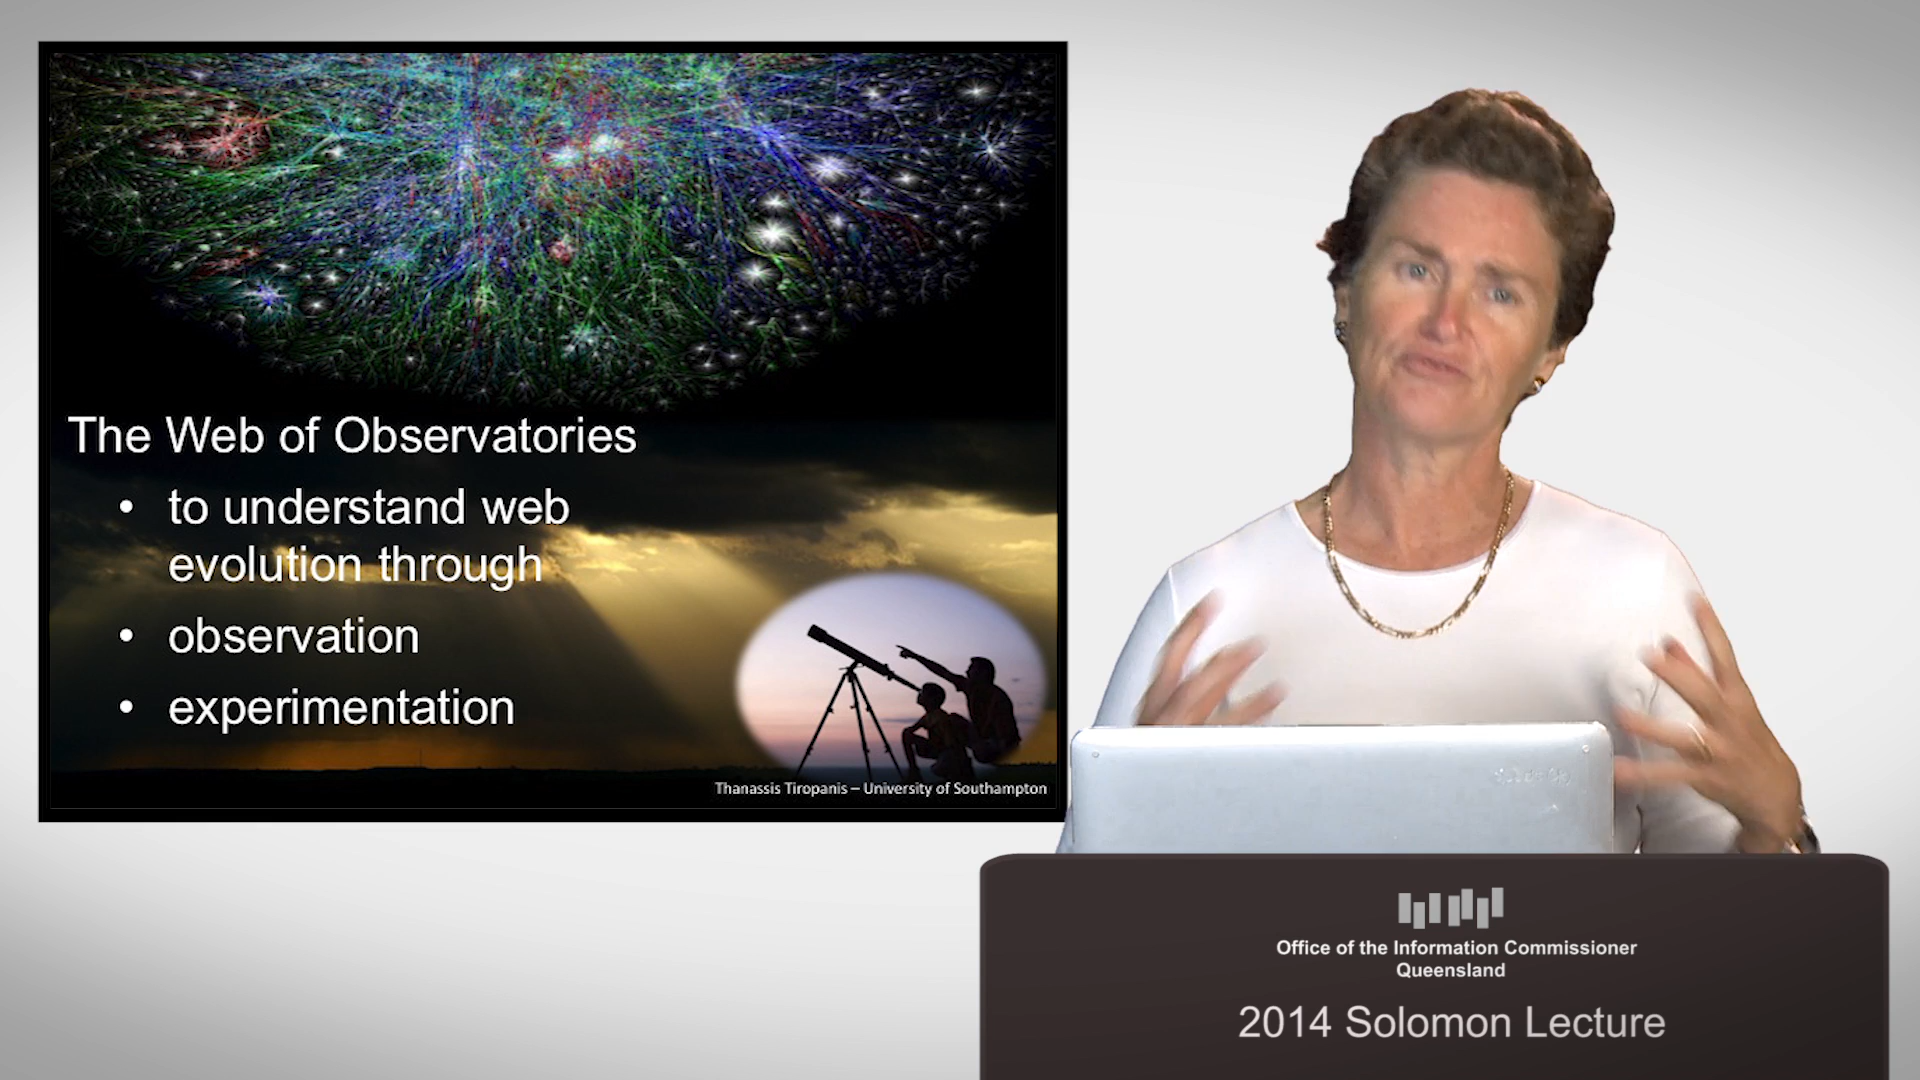 The Web of Observatories
• to understand web
evolution through
• observation
• experimentation
Thanassis Tiropanis – University of Southampton
Office of the Information Commissioner
Queensland
2014 Solomon Lecture